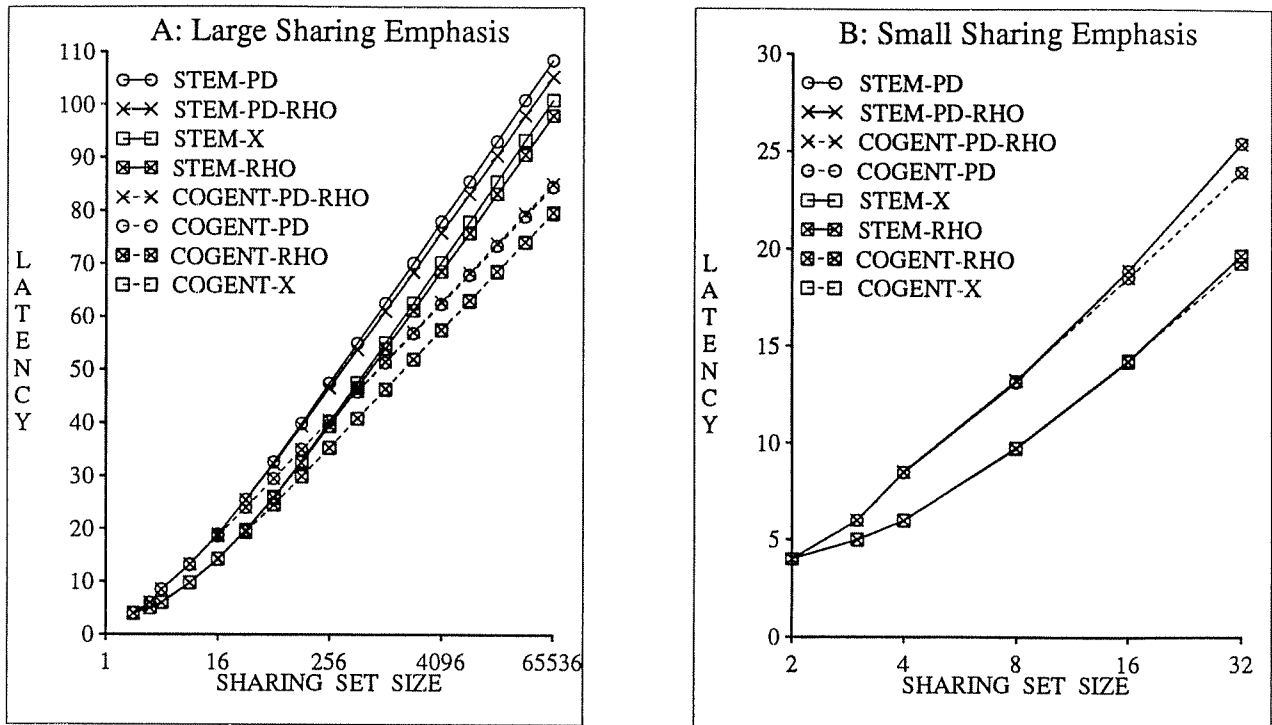 A: Large Sharing Emphasis
110
100
90
80
70
60
50
40
30
20
10
0
LATENCY
STEM-PD
STEM-PD-RHO
STEM-X
STEM-RHO
COGENT-PD-RHO
COGENT-PD
COGENT-RHO
COGENT-X
1 16 256 4096 65536
SHARING SET SIZE
B: Small Sharing Emphasis
30
25
20
15
10
5
0
LATENCY
STEM-PD
STEM-PD-RHO
COGENT-PD-RHO
COGENT-PD
STEM-X
STEM-RHO
COGENT-RHO
COGENT-X
2 4 8 16 32
SHARING SET SIZE